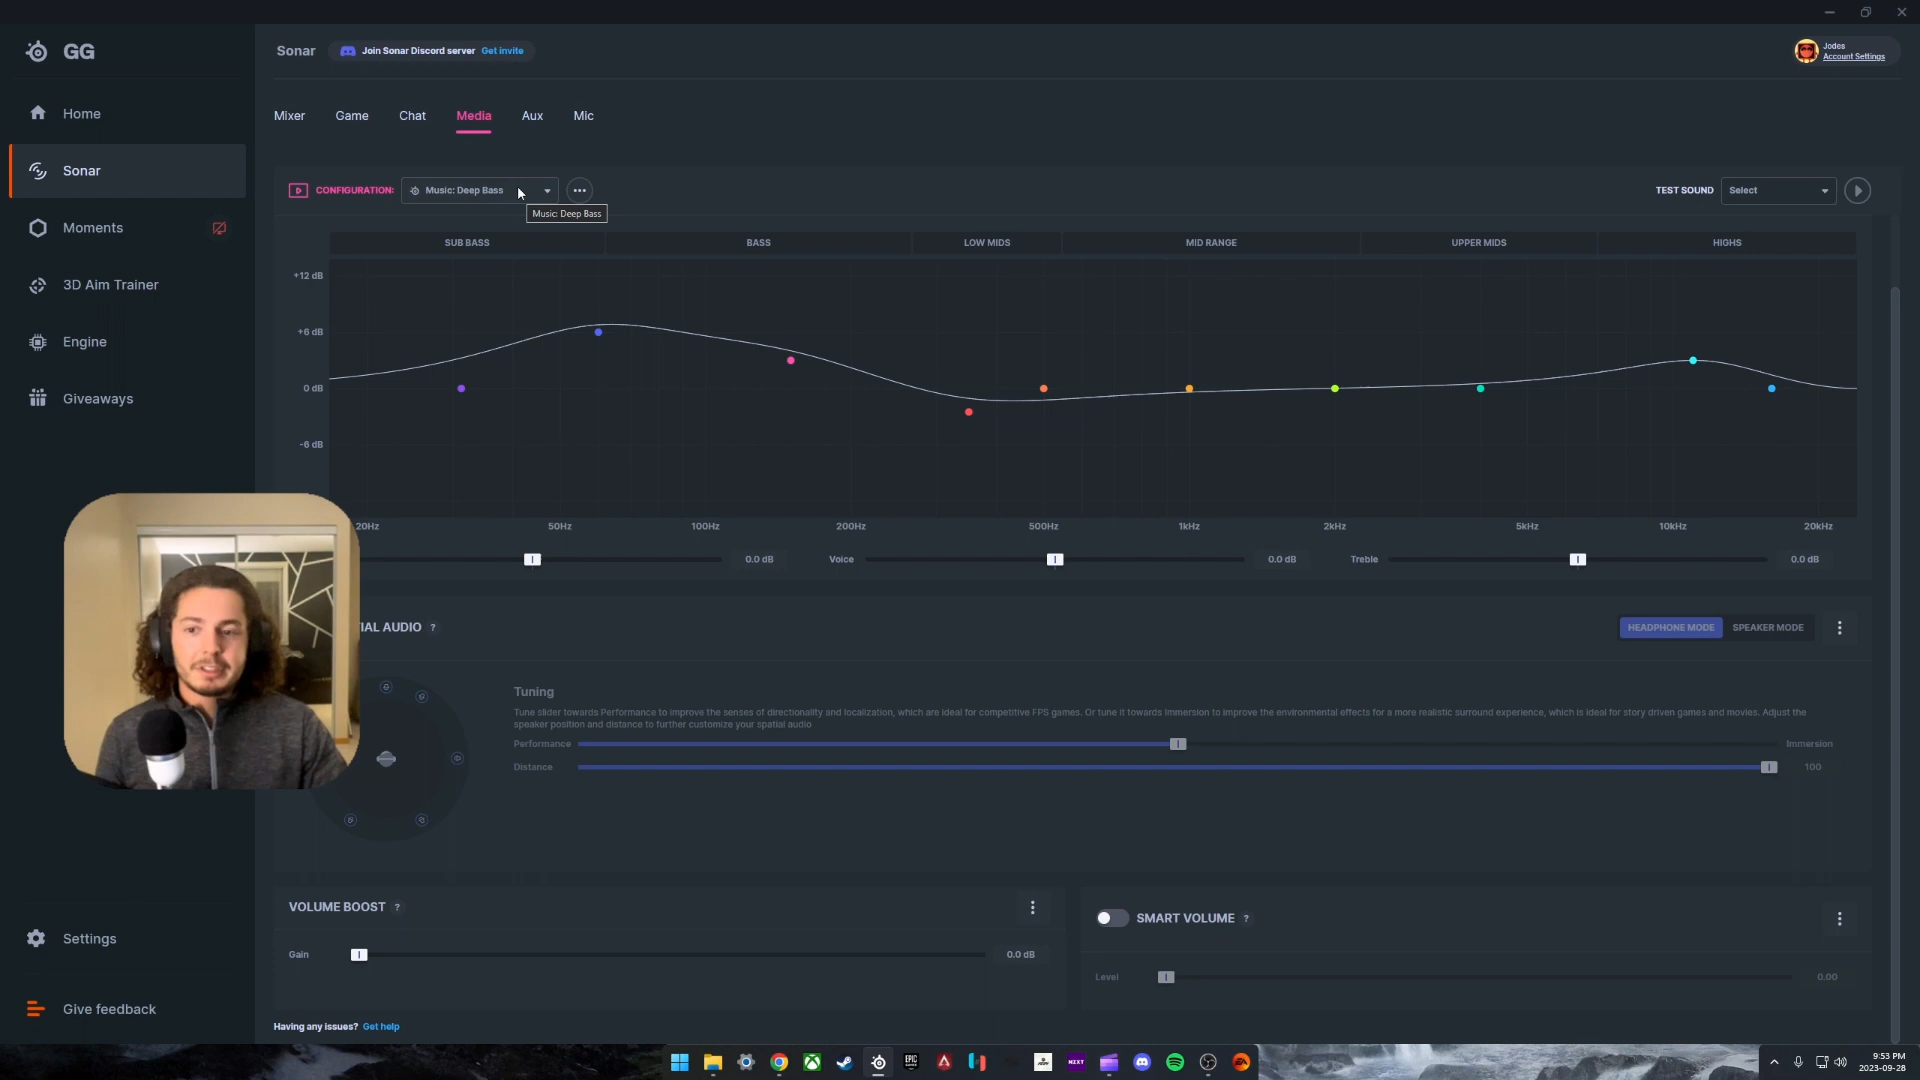 GG
Sonar
Join Sonar Discord server Get invite
Jodes
Account Settings
Home
Sonar
Moments
3D Aim Trainer
Engine
Giveaways
Settings
Give feedback
Mixer Game Chat Media Aux Mic
CONFIGURATION: Music: Deep Bass
Music: Deep Bass
TEST SOUND Select
SUB BASS BASS LOW MIDS MID RANGE UPPER MIDS HIGHS
+12 dB
+6 dB
0 dB
-6 dB
20Hz 50Hz 100Hz 200Hz 500Hz 1kHz 2kHz 5kHz 10kHz 20kHz
0.0 dB Voice 0.0 dB Treble 0.0 dB
IAL AUDIO ?
HEADPHONE MODE SPEAKER MODE
Tuning
Tune slider towards Performance to improve the senses of directionality and localization, which are ideal for competitive FPS games. Or tune it towards Immersion to improve the environmental effects for a more realistic surround experience, which is ideal for story driven games and movies. Adjust the
speaker position and distance to further customize your spatial audio
Performance Immersion
Distance 100
VOLUME BOOST ?
Gain 0.0 dB
SMART VOLUME ?
Level 0.00
Having any issues? Get help
EPIC
NZXT
9:53 PM
2023-09-28